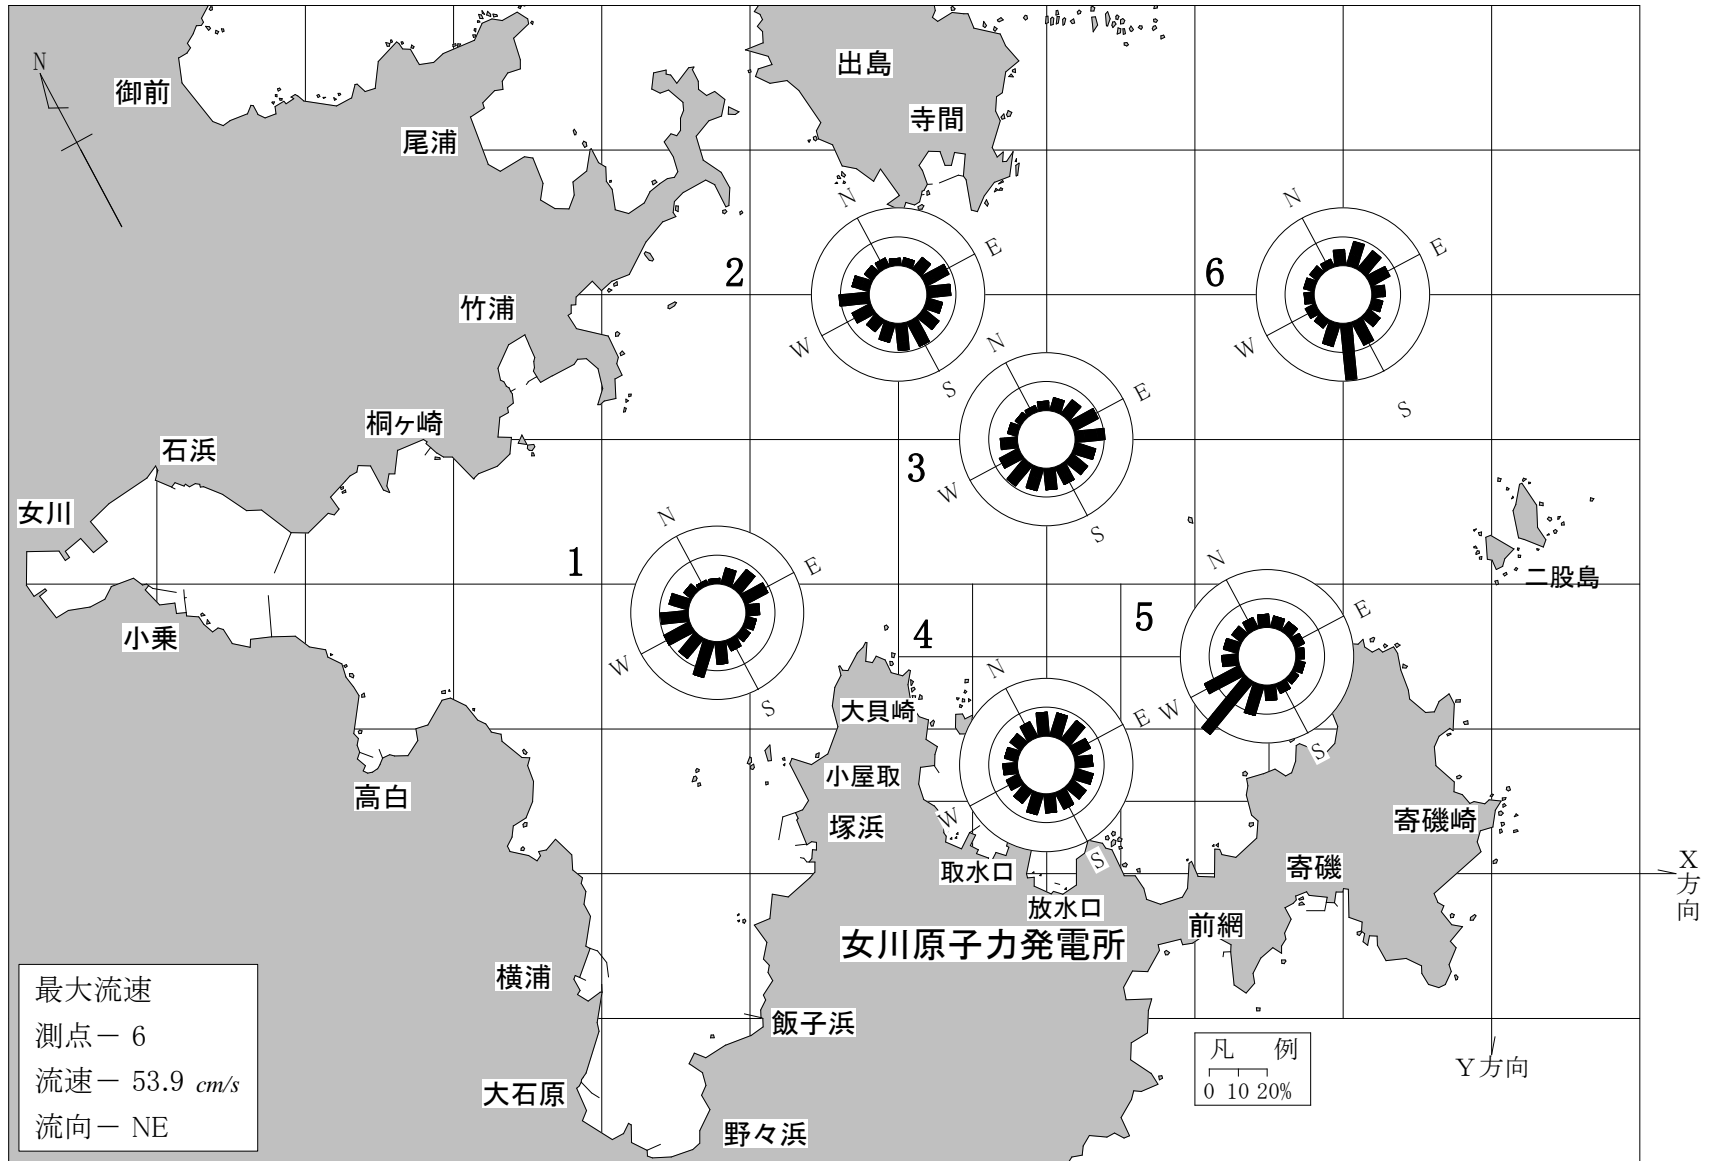 N
御前
尾浦
出島
寺間
2
N
E
W
S
6
N
E
W
S
竹浦
3
N
E
W
S
桐ヶ崎
石浜
女川
小乗
1
N
E
W
S
二股島
4
N
E
W
S
5
N
E
W
S
大貝崎
小屋取
塚浜
高白
取水口
放水口
寄磯崎
寄磯
前網
女川原子力発電所
X方向
横浦
飯子浜
大石原
野々浜
Y方向
最大流速
測点－ 6
流速－ 53.9 cm/s
流向－ NE
凡 例
0 10 20%